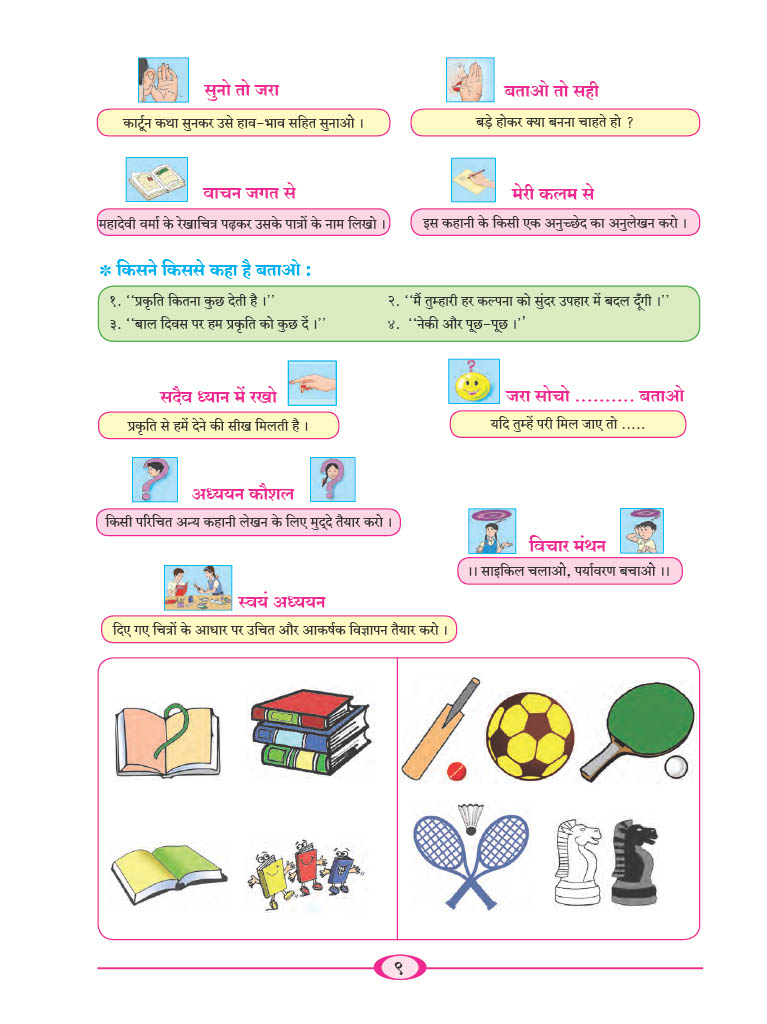 सुनो तो जरा
कार्टून कथा सुनकर उसे हाव-भाव सहित सुनाओ ।
बताओ तो सही
बड़े होकर क्या बनना चाहते हो ?
वाचन जगत से
महादेवी वर्मा के रेखाचित्र पढ़कर उसके पात्रों के नाम लिखो ।
मेरी कलम से
इस कहानी के किसी एक अनुच्छेद का अनुलेखन करो ।
* किसने किससे कहा है बताओ :
१. ‘‘प्रकृति कितना कुछ देती है ।’’
२. ‘‘मैं तुम्हारी हर कल्पना को सुंदर उपहार में बदल दूँगी ।’’
३. ‘‘बाल दिवस पर हम प्रकृति को कुछ दें ।’’
४. ‘‘नेकी और पूछ-पूछ ।’’
सदैव ध्यान में रखो
प्रकृति से हमें देने की सीख मिलती है ।
जरा सोचो .......... बताओ
यदि तुम्हें परी मिल जाए तो .....
अध्ययन कौशल
किसी परिचित अन्य कहानी लेखन के लिए मुद्दे तैयार करो ।
विचार मंथन
।। साइकिल चलाओ, पर्यावरण बचाओ ।।
स्वयं अध्ययन
दिए गए चित्रों के आधार पर उचित और आकर्षक विज्ञापन तैयार करो ।
९